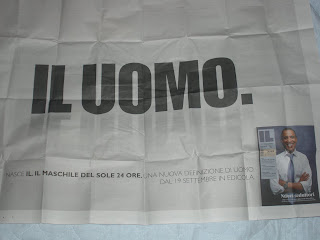 IL UOMO.
NASCE IL, IL MASCHILE DEL SOLE 24 ORE. UNA NUOVA DEFINIZIONE DI UOMO.
DAL 19 SETTEMBRE IN EDICOLA.
IL